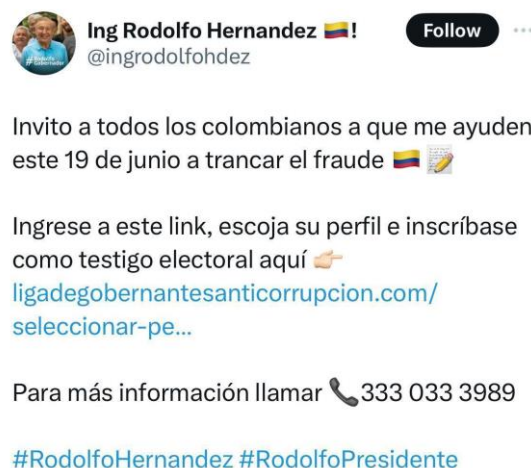 Ing Rodolfo Hernandez 🇨🇴!
Follow
@ingrodolfohdez
Invito a todos los colombianos a que me ayuden
este 19 de junio a trancar el fraude 🇨🇴 📝
Ingrese a este link, escoja su perfil e inscríbase
como testigo electoral aquí 👉🏻
ligadegobernantesanticorrupcion.com/
seleccionar-pe...
Para más información llamar 📞333 033 3989
#RodolfoHernandez #RodolfoPresidente